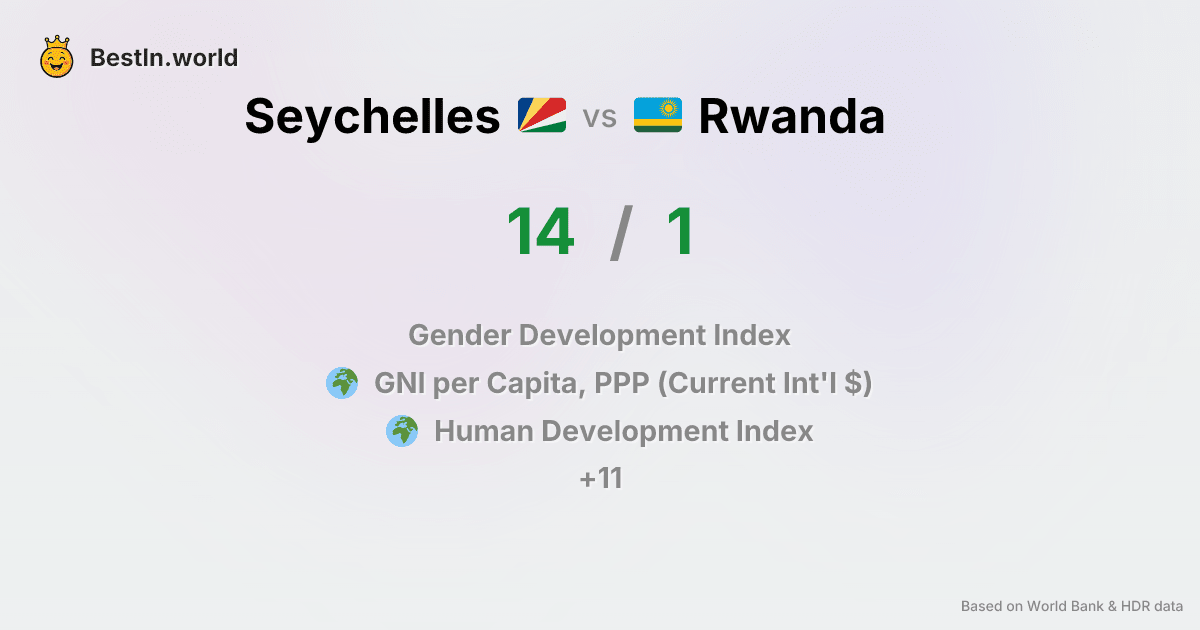 BestIn.world
Seychelles vs Rwanda
14 / 1
Gender Development Index
GNI per Capita, PPP (Current Int'l $)
Human Development Index
+11
Based on World Bank & HDR data